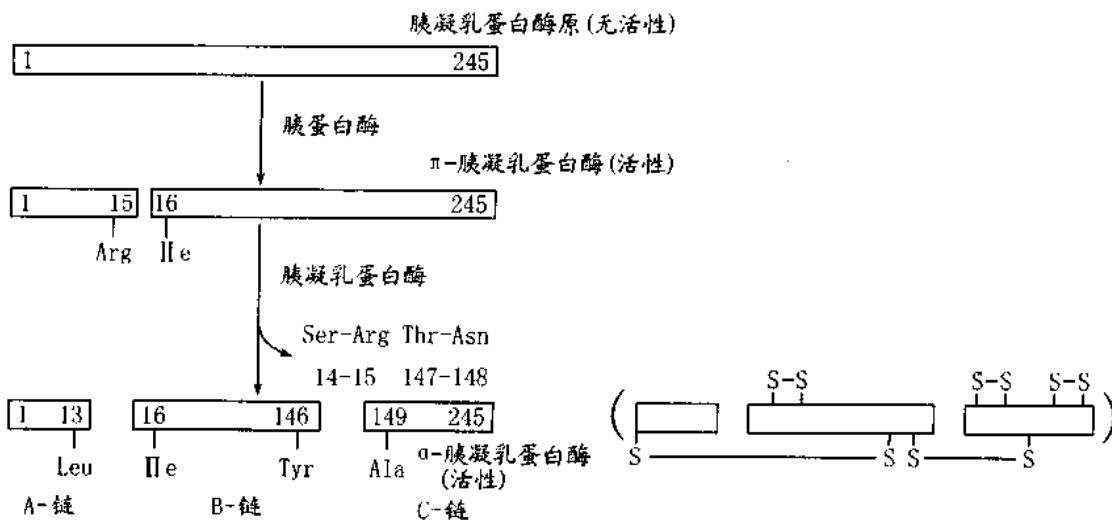 胰凝乳蛋白酶原(无活性)
1 245
胰蛋白酶
π-胰凝乳蛋白酶(活性)
1 15 16 245
Arg Ⅱe
胰凝乳蛋白酶
Ser-Arg Thr-Asn
14-15 147-148
1 13 16 146 149 245
Leu Ⅱe Tyr Ala α-胰凝乳蛋白酶
(活性)
A-链 B-链 C-链
( S-S S-S S-S )
S S S S